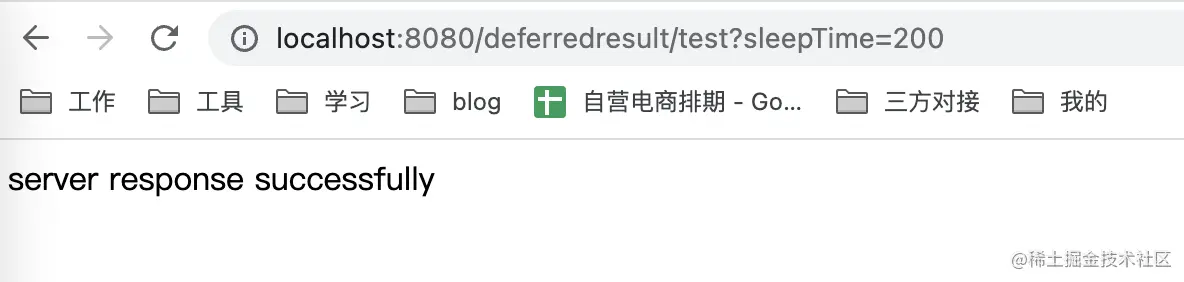 localhost:8080/deferredresult/test?sleepTime=200
工作 工具 学习 blog 自营电商排期 - Go... 三方对接 我的
server response successfully
@稀土掘金技术社区